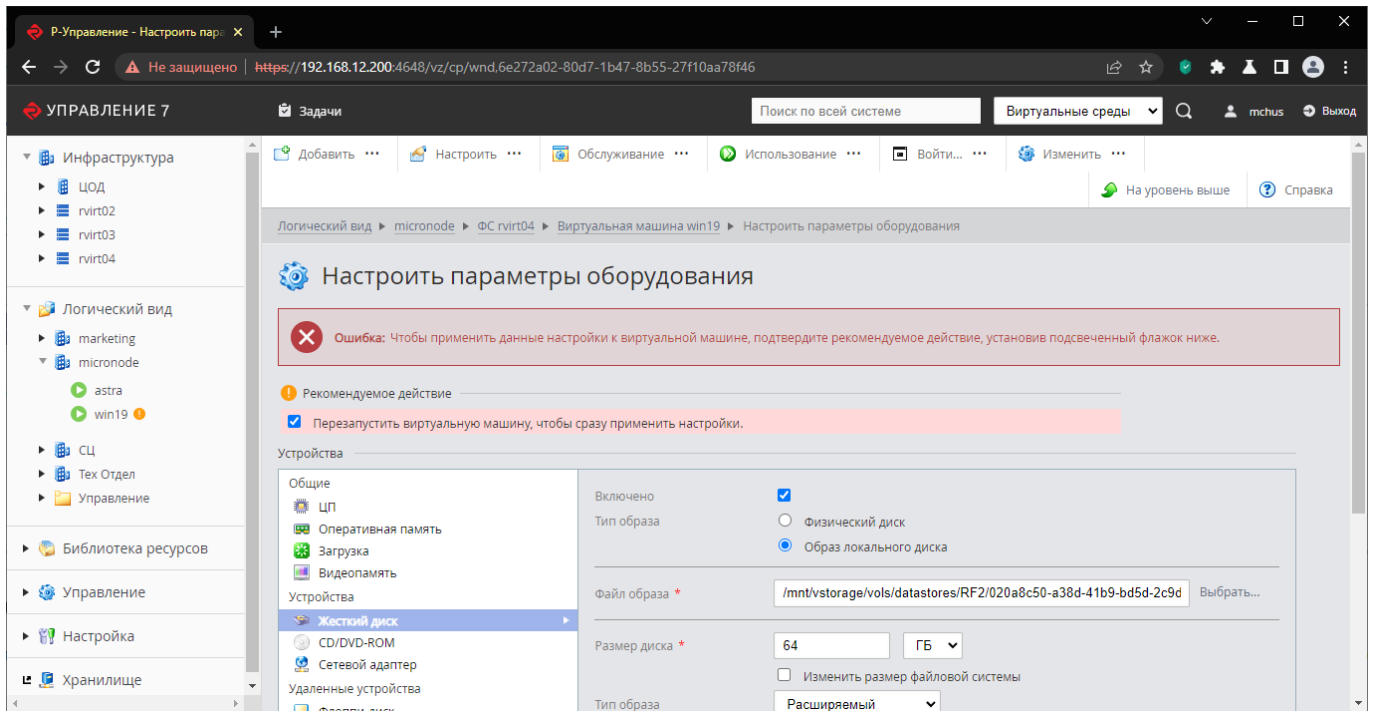 Р-Управление - Настроить пара
Не защищено https://192.168.12.200:4648/vz/cp/wnd,6e272a02-80d7-1b47-8b55-27f10aa78f46
УПРАВЛЕНИЕ 7
Задачи
Поиск по всей системе
Виртуальные среды
mchus
Выход
Инфраструктура
ЦОД
rvirt02
rvirt03
rvirt04
Логический вид
marketing
micronode
astra
win19
СЦ
Тех Отдел
Управление
Библиотека ресурсов
Управление
Настройка
Хранилище
Добавить ••• Настроить ••• Обслуживание ••• Использование ••• Войти... ••• Изменить •••
На уровень выше Справка
Логический вид ▶ micronode ▶ ФС rvirt04 ▶ Виртуальная машина win19 ▶ Настроить параметры оборудования
Настроить параметры оборудования
Ошибка: Чтобы применить данные настройки к виртуальной машине, подтвердите рекомендуемое действие, установив подсвеченный флажок ниже.
Рекомендуемое действие
Перезапустить виртуальную машину, чтобы сразу применить настройки.
Устройства
Общие
ЦП
Оперативная память
Загрузка
Видеопамять
Устройства
Жесткий диск
CD/DVD-ROM
Сетевой адаптер
Удаленные устройства
Флоппи-диск
Включено
Тип образа
Физический диск
Образ локального диска
Файл образа * /mnt/vstorage/vols/datastores/RF2/020a8c50-a38d-41b9-bd5d-2c9d Выбрать...
Размер диска * 64 ГБ
Изменить размер файловой системы
Тип образа Расширяемый